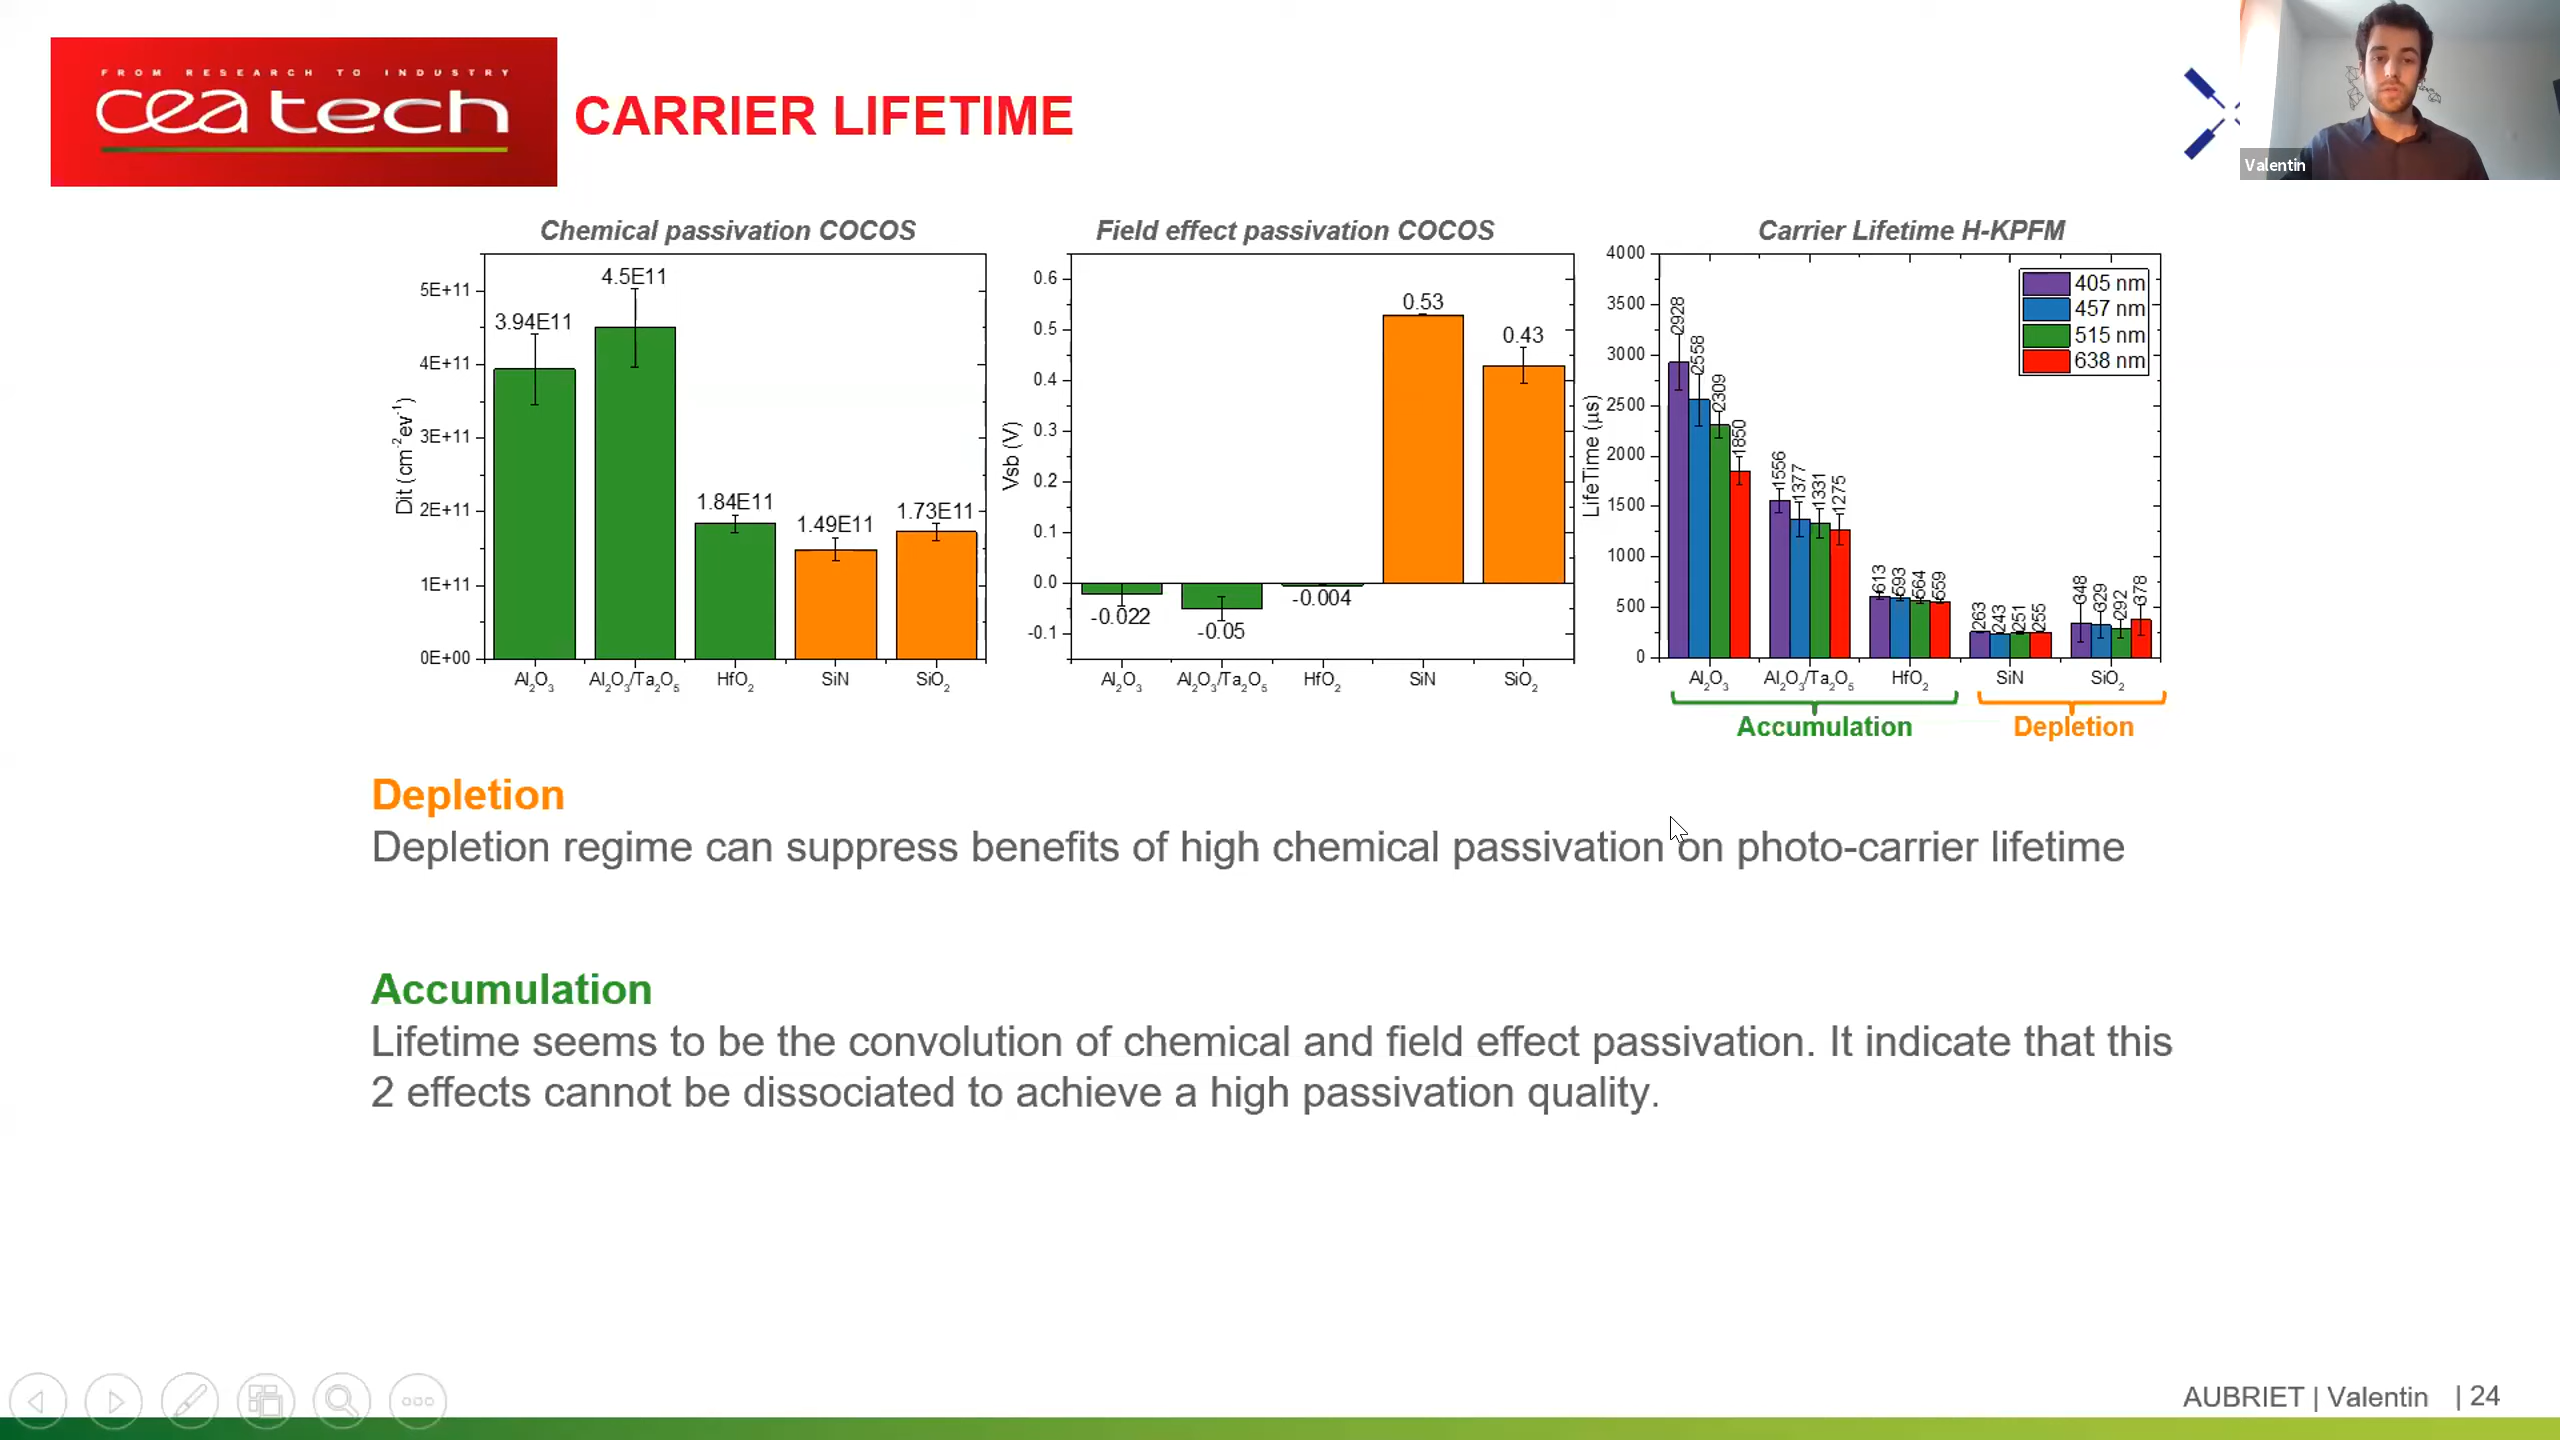 FROM RESEARCH TO INDUSTRY
cea tech
CARRIER LIFETIME
Valentin
Chemical passivation COCOS
Dit (cm⁻²ev⁻¹)
5E+11
4E+11
3E+11
2E+11
1E+11
0E+00
3.94E11
4.5E11
1.84E11
1.49E11
1.73E11
Al₂O₃ Al₂O₃/Ta₂O₅ HfO₂ SiN SiO₂
Field effect passivation COCOS
Vsb (V)
0.6
0.5
0.4
0.3
0.2
0.1
0.0
-0.1
-0.022
-0.05
-0.004
0.53
0.43
Al₂O₃ Al₂O₃/Ta₂O₅ HfO₂ SiN SiO₂
Carrier Lifetime H-KPFM
LifeTime (µs)
4000
3500
3000
2500
2000
1500
1000
500
0
405 nm
457 nm
515 nm
638 nm
2928
2558
2309
1850
1556
1377
1331
1275
613
593
564
559
263
243
251
255
348
329
292
378
Al₂O₃ Al₂O₃/Ta₂O₅ HfO₂ SiN SiO₂
Accumulation Depletion
Depletion
Depletion regime can suppress benefits of high chemical passivation on photo-carrier lifetime
Accumulation
Lifetime seems to be the convolution of chemical and field effect passivation. It indicate that this
2 effects cannot be dissociated to achieve a high passivation quality.
AUBRIET | Valentin | 24